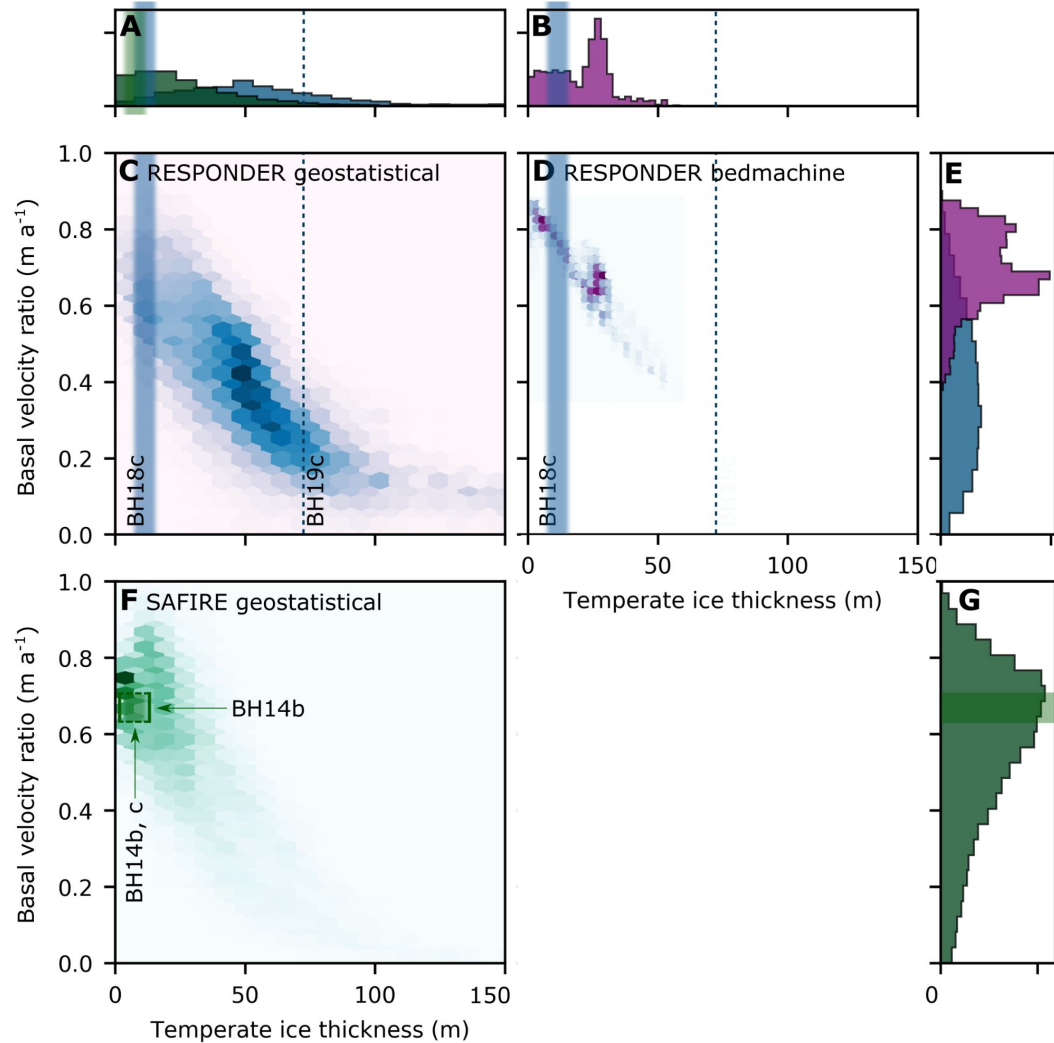 A
B
C RESPONDER geostatistical
D RESPONDER bedmachine
E
1.0
0.8
0.6
0.4
0.2
0.0
Basal velocity ratio (m a⁻¹)
BH18c
BH19c
BH18c
0 50 100 150
Temperate ice thickness (m)
F SAFIRE geostatistical
G
1.0
0.8
0.6
0.4
0.2
0.0
Basal velocity ratio (m a⁻¹)
BH14b
BH14b, c
0 50 100 150
Temperate ice thickness (m)
0